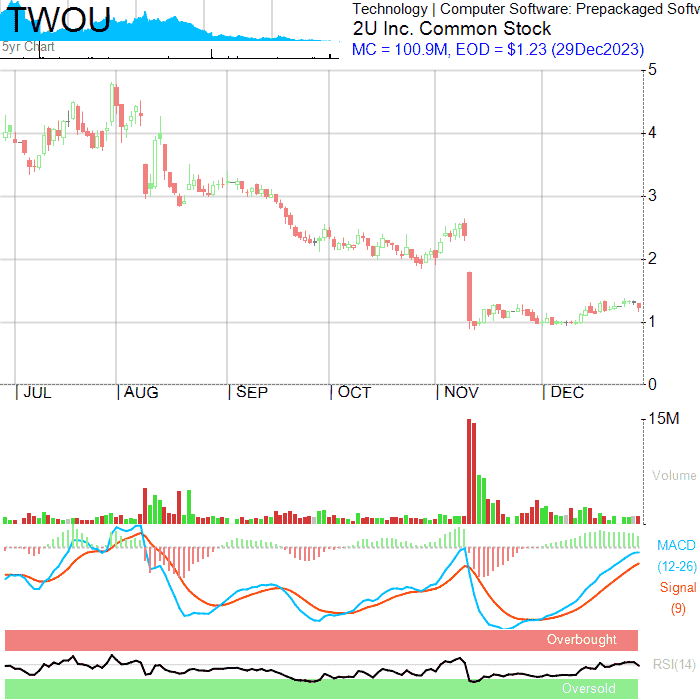 TWOU
5yr Chart
Technology | Computer Software: Prepackaged Softw
2U Inc. Common Stock
MC = 100.9M, EOD = $1.23 (29Dec2023)
5
4
3
2
1
0
| JUL | AUG | SEP | OCT | NOV | DEC
15M
Volume
MACD
(12-26)
Signal
(9)
Overbought
RSI(14)
Oversold